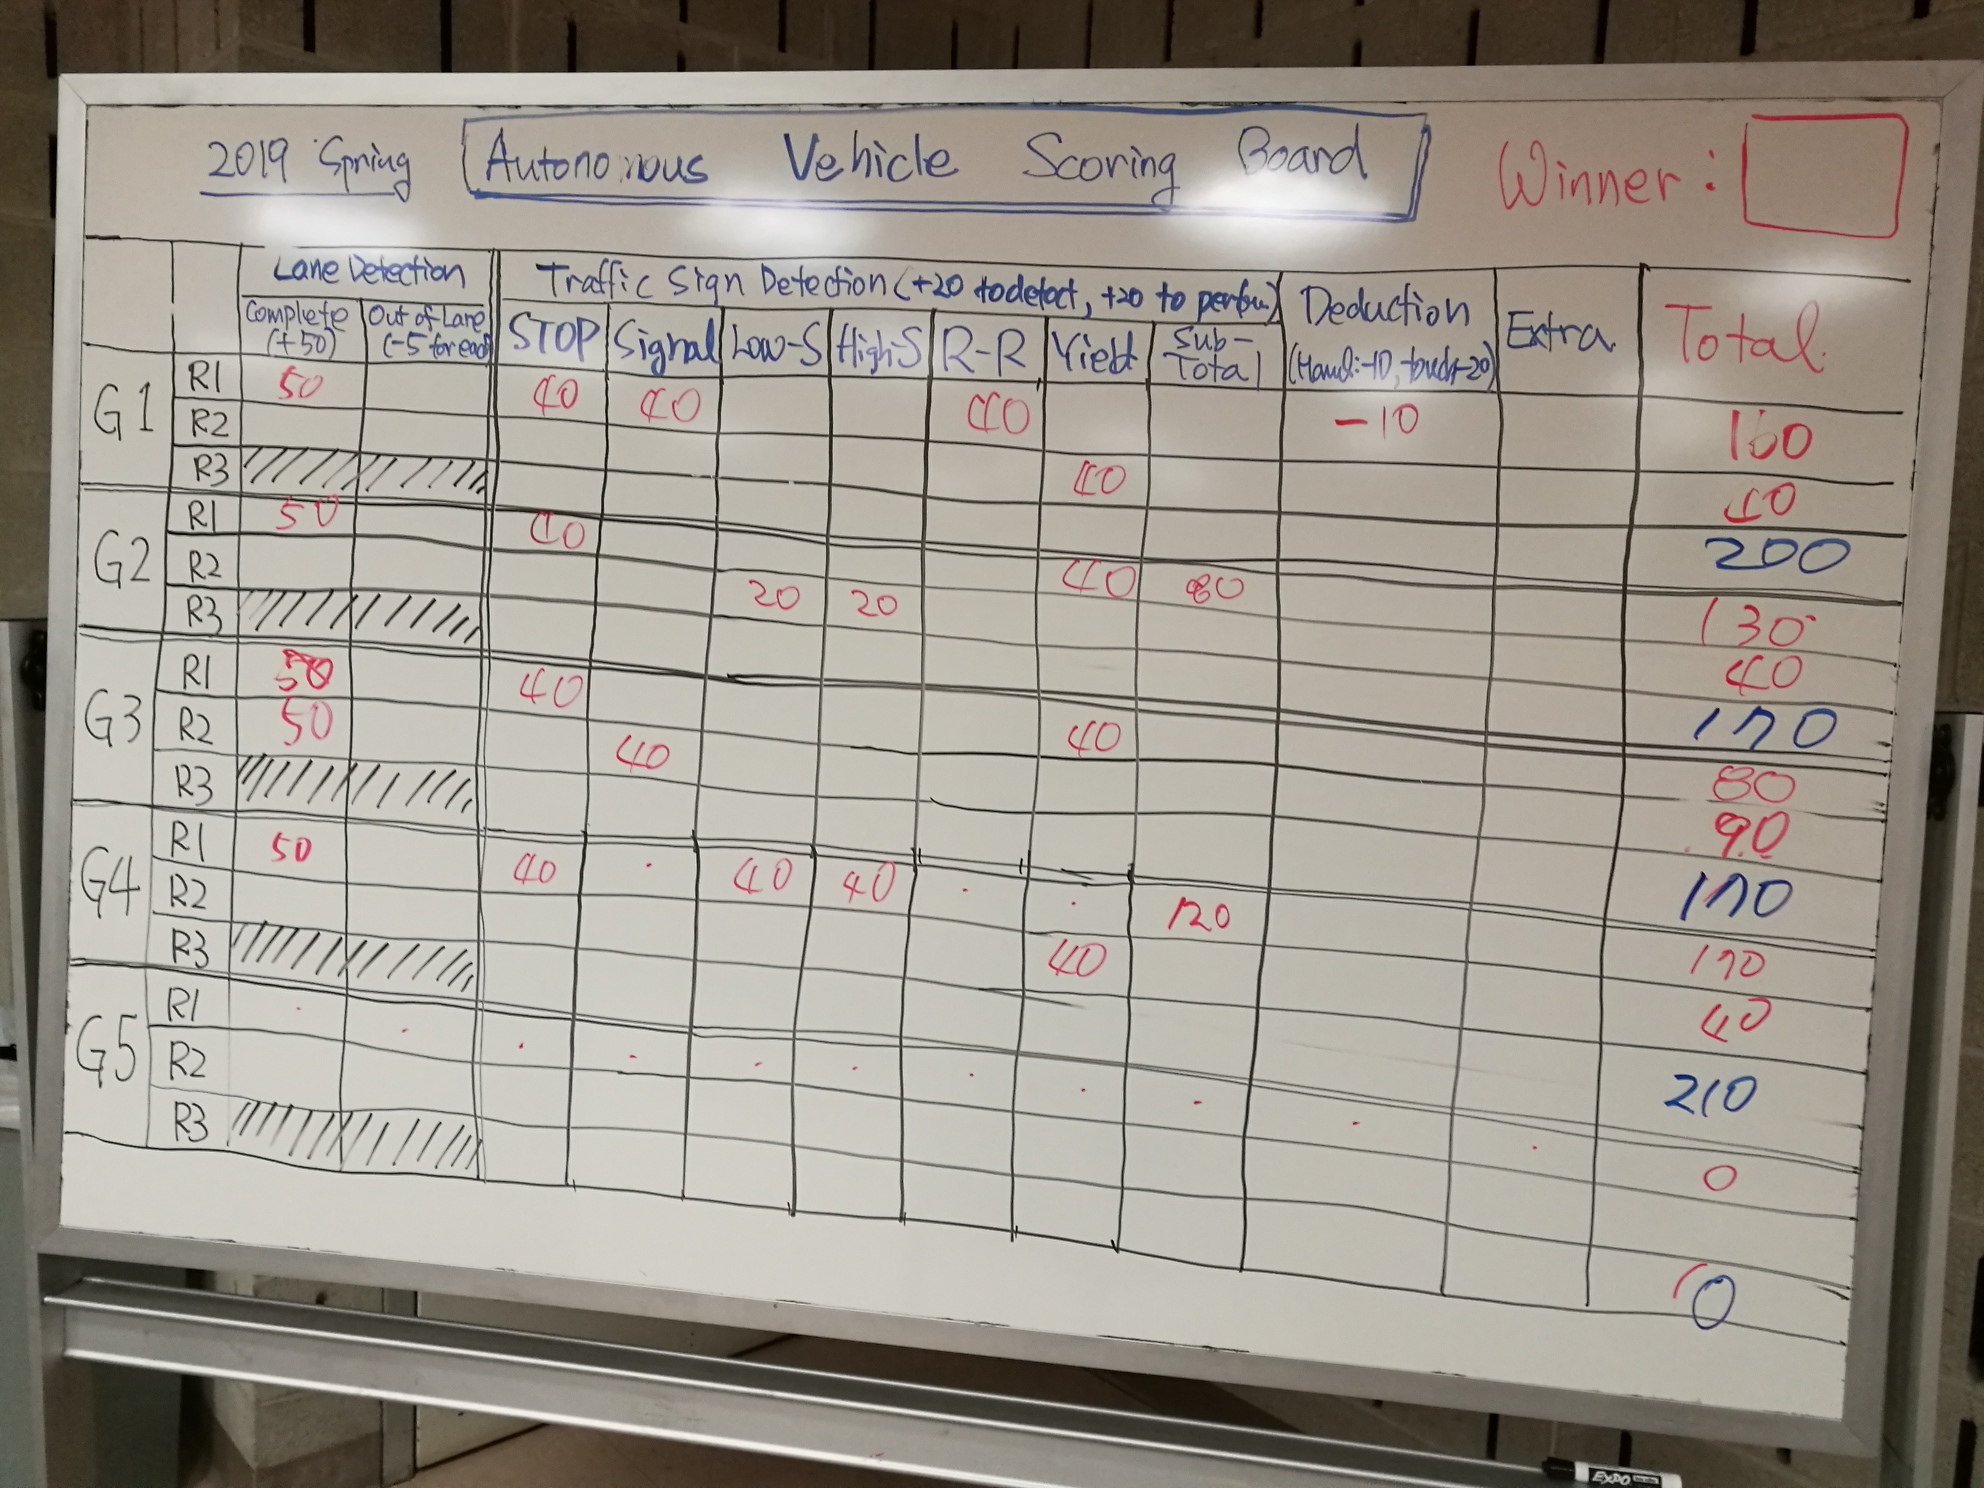 2019 Spring Autonomous Vehicle Scoring Board Winner:
Lane Detection Traffic Sign Detection (+20 to detect, +20 to perform) Deduction Extra Total
Complete (+50) Out of Lane (-5 for each) STOP Signal Low-S High-S R-R Yield Sub-Total (Hand:-10, touch-20)
G1 R1 50 40 40 40 -10 160
R2
R3 40 40
200
G2 R1 50 40 40 80 130
R2 20 20 40
R3 170
G3 R1 50 40 40 80
R2 50 40 90
R3 170
G4 R1 50 40 40 40 120 170
R2 40 40
R3 210
G5 R1 0
R2
R3 0
EXPO